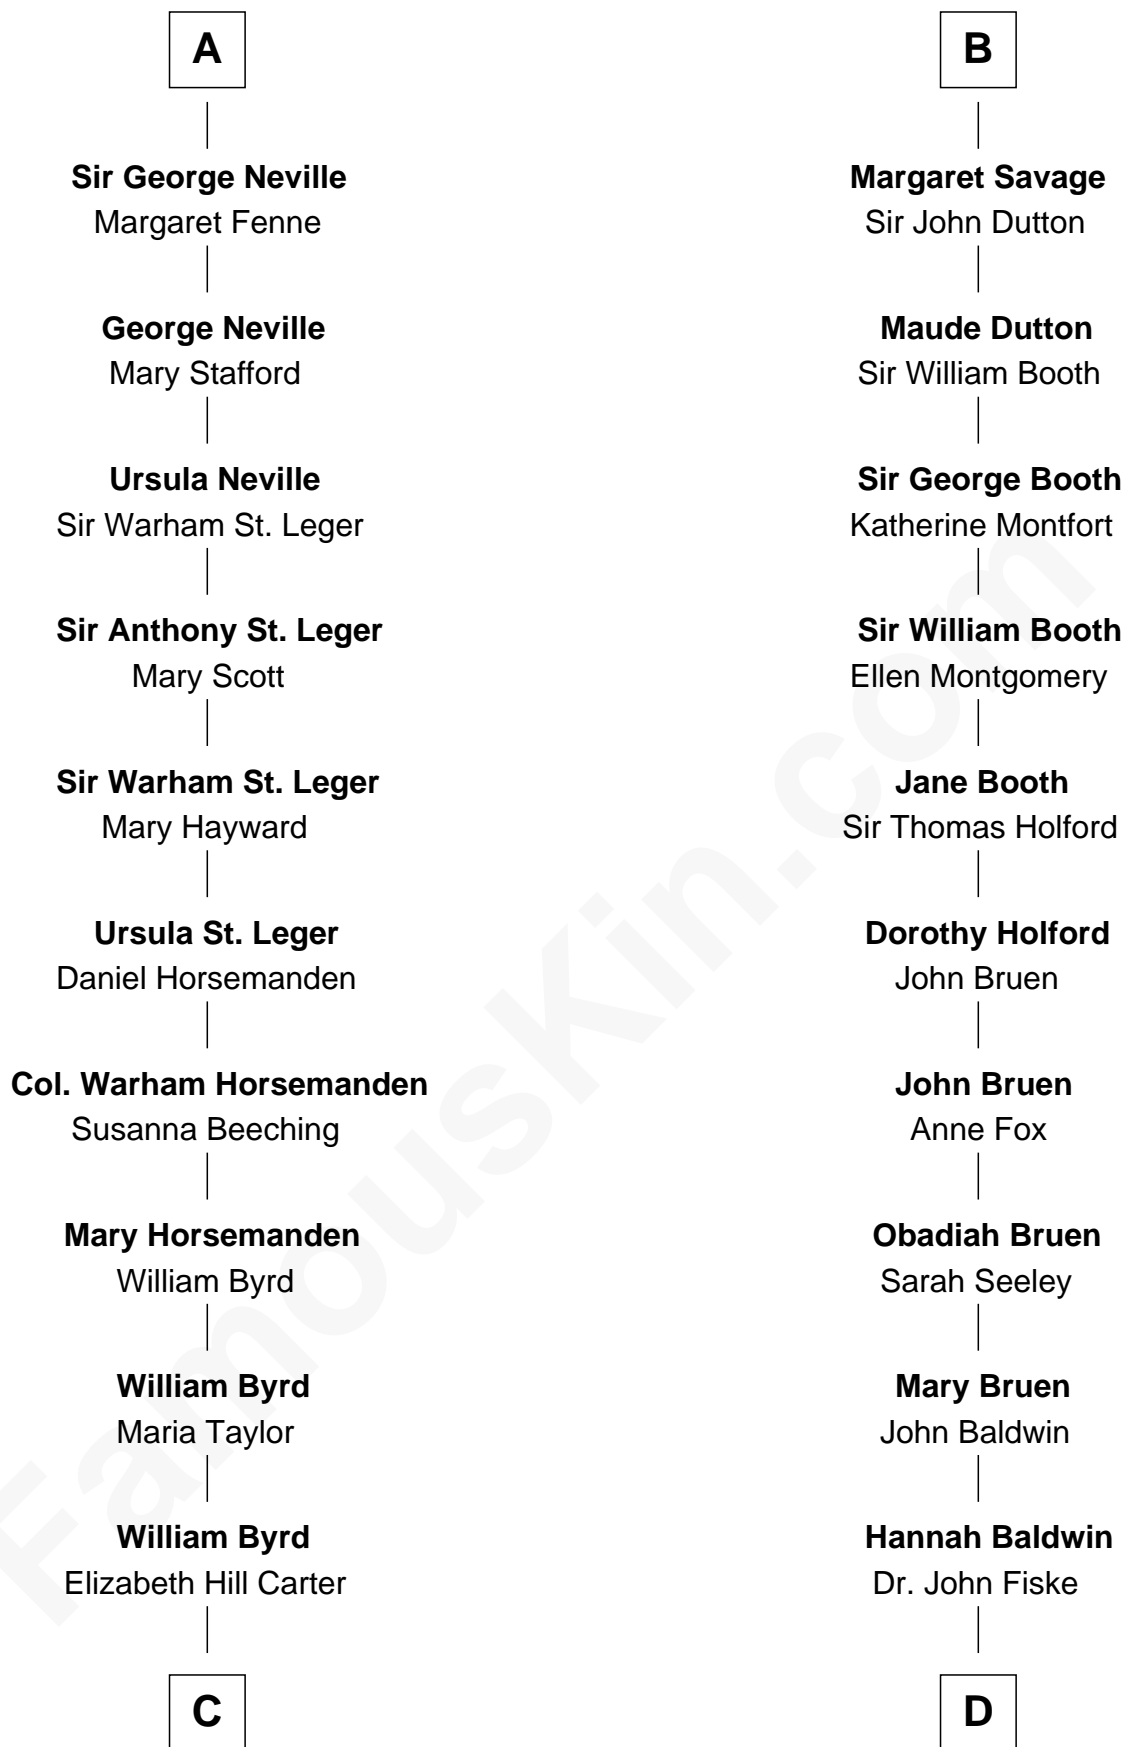 A
Sir George Neville
Margaret Fenne
George Neville
Mary Stafford
Ursula Neville
Sir Warham St. Leger
Sir Anthony St. Leger
Mary Scott
Sir Warham St. Leger
Mary Hayward
Ursula St. Leger
Daniel Horsemanden
Col. Warham Horsemanden
Susanna Beeching
Mary Horsemanden
William Byrd
William Byrd
Maria Taylor
William Byrd
Elizabeth Hill Carter
C
B
Margaret Savage
Sir John Dutton
Maude Dutton
Sir William Booth
Sir George Booth
Katherine Montfort
Sir William Booth
Ellen Montgomery
Jane Booth
Sir Thomas Holford
Dorothy Holford
John Bruen
John Bruen
Anne Fox
Obadiah Bruen
Sarah Seeley
Mary Bruen
John Baldwin
Hannah Baldwin
Dr. John Fiske
D
FamousKin.com